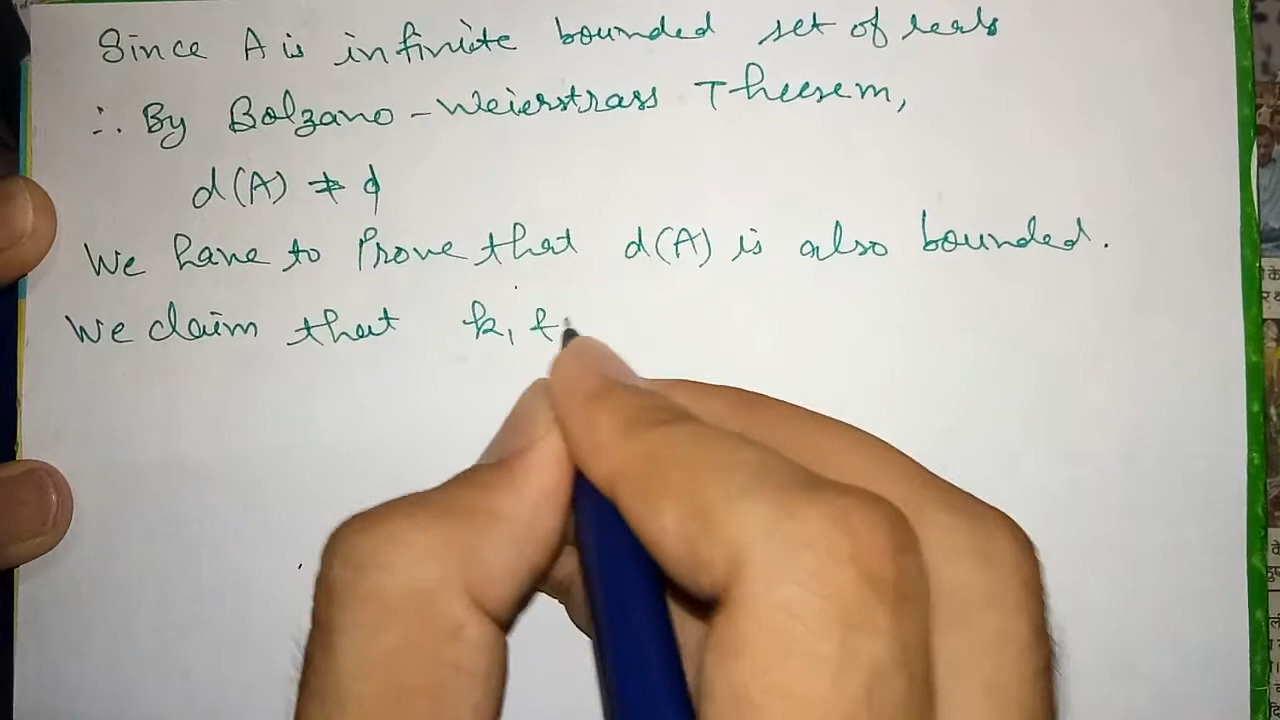 Since A is infinite bounded set of reals
∴ By Bolzano-Weierstrass Theorem,
d(A) ≠ ϕ
We have to Prove that d(A) is also bounded.
We claim that k, &